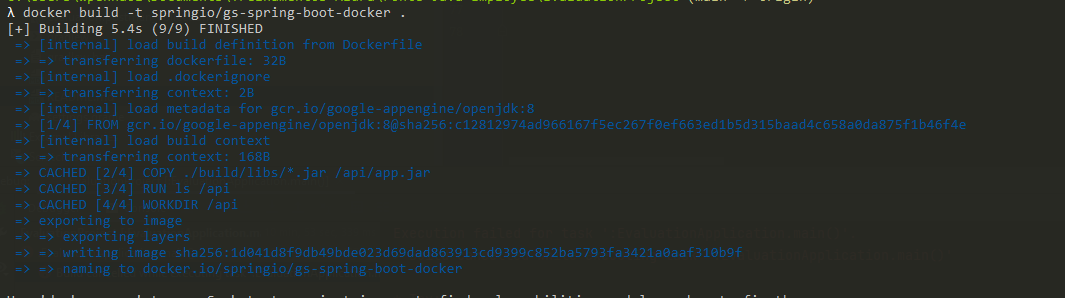 λ docker build -t springio/gs-spring-boot-docker .
[+] Building 5.4s (9/9) FINISHED
=> [internal] load build definition from Dockerfile
=> => transferring dockerfile: 32B
=> [internal] load .dockerignore
=> => transferring context: 2B
=> [internal] load metadata for gcr.io/google-appengine/openjdk:8
=> [1/4] FROM gcr.io/google-appengine/openjdk:8@sha256:c12812974ad966167f5ec267f0ef663ed1b5d315baad4c658a0da875f1b46f4e
=> [internal] load build context
=> => transferring context: 168B
=> CACHED [2/4] COPY ./build/libs/*.jar /api/app.jar
=> CACHED [3/4] RUN ls /api
=> CACHED [4/4] WORKDIR /api
=> exporting to image
=> => exporting layers
=> => writing image sha256:1d041d8f9db49bde023d69dad863913cd9399c852ba5793fa3421a0aaf310b9f
=> => naming to docker.io/springio/gs-spring-boot-docker